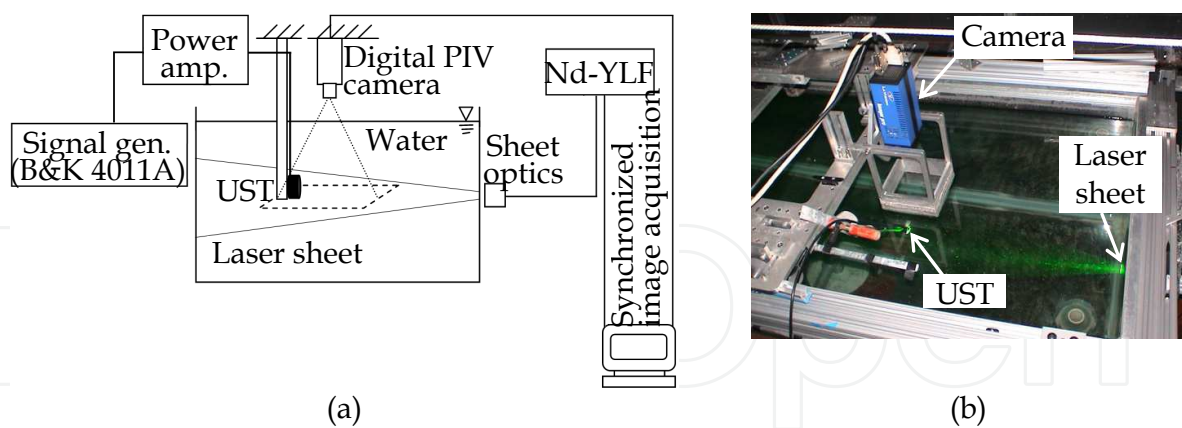 Power
amp.
Digital PIV
camera
Nd-YLF
Signal gen.
(B&K 4011A)
Water
Sheet
optics
UST
Laser sheet
Synchronized
image acquisition
(a)
Camera
Laser
sheet
UST
(b)
Open